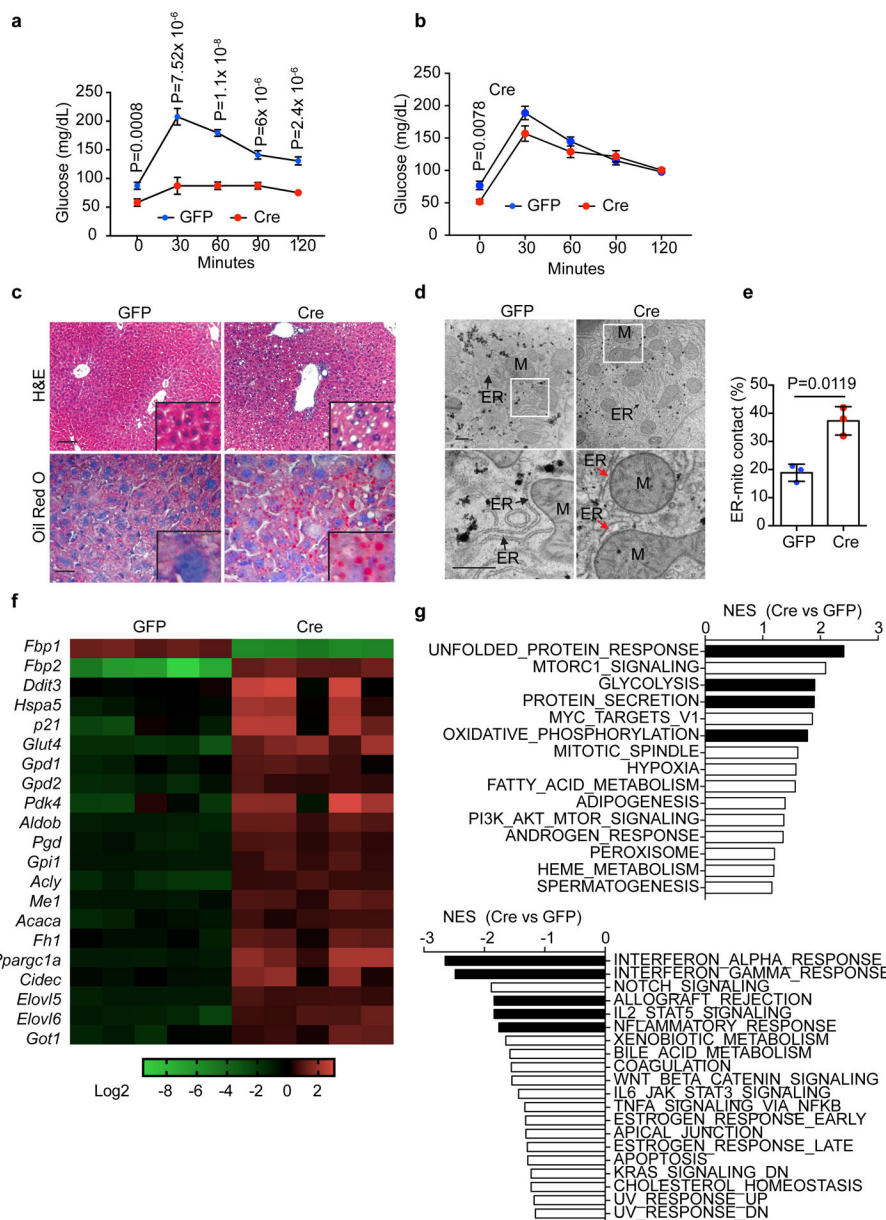 a
P=0.0008
P=7.52x 10-6
P=1.1x 10-8
P=6x 10-6
P=2.4x 10-6
Glucose (mg/dL)
250
200
150
100
50
0
GFP
Cre
0 30 60 90 120
Minutes
b
P=0.0078
Cre
Glucose (mg/dL)
250
200
150
100
50
0
GFP
Cre
0 30 60 90 120
Minutes
c
GFP
Cre
H&E
Oil Red O
d
GFP
Cre
M
ER
M
ER
ER
M
ER
ER
M
ER
M
e
P=0.0119
ER-mito contact (%)
50
40
30
20
10
0
GFP
Cre
f
GFP
Cre
Fbp1
Fbp2
Ddit3
Hspa5
p21
Glut4
Gpd1
Gpd2
Pdk4
Aldob
Pgd
Gpi1
Acly
Me1
Acaca
Fh1
Ppargc1a
Cidec
Elovl5
Elovl6
Got1
Log2
-8 -6 -4 -2 0 2
g
NES (Cre vs GFP)
0 1 2 3
UNFOLDED_PROTEIN_RESPONSE
MTORC1_SIGNALING
GLYCOLYSIS
PROTEIN_SECRETION
MYC_TARGETS_V1
OXIDATIVE_PHOSPHORYLATION
MITOTIC_SPINDLE
HYPOXIA
FATTY_ACID_METABOLISM
ADIPOGENESIS
PI3K_AKT_MTOR_SIGNALING
ANDROGEN_RESPONSE
PEROXISOME
HEME_METABOLISM
SPERMATOGENESIS
NES (Cre vs GFP)
-3 -2 -1 0
INTERFERON_ALPHA_RESPONSE
INTERFERON_GAMMA_RESPONSE
NOTCH_SIGNALING
ALLOGRAFT_REJECTION
IL2_STAT5_SIGNALING
NFLAMMATORY_RESPONSE
XENOBIOTIC_METABOLISM
BILE_ACID_METABOLISM
COAGULATION
WNT_BETA_CATENIN_SIGNALING
IL6_JAK_STAT3_SIGNALING
TNFA_SIGNALING_VIA_NFKB
ESTROGEN_RESPONSE_EARLY
APICAL_JUNCTION
ESTROGEN_RESPONSE_LATE
APOPTOSIS
KRAS_SIGNALING_DN
CHOLESTEROL_HOMEOSTASIS
UV_RESPONSE_UP
UV_RESPONSE_DN